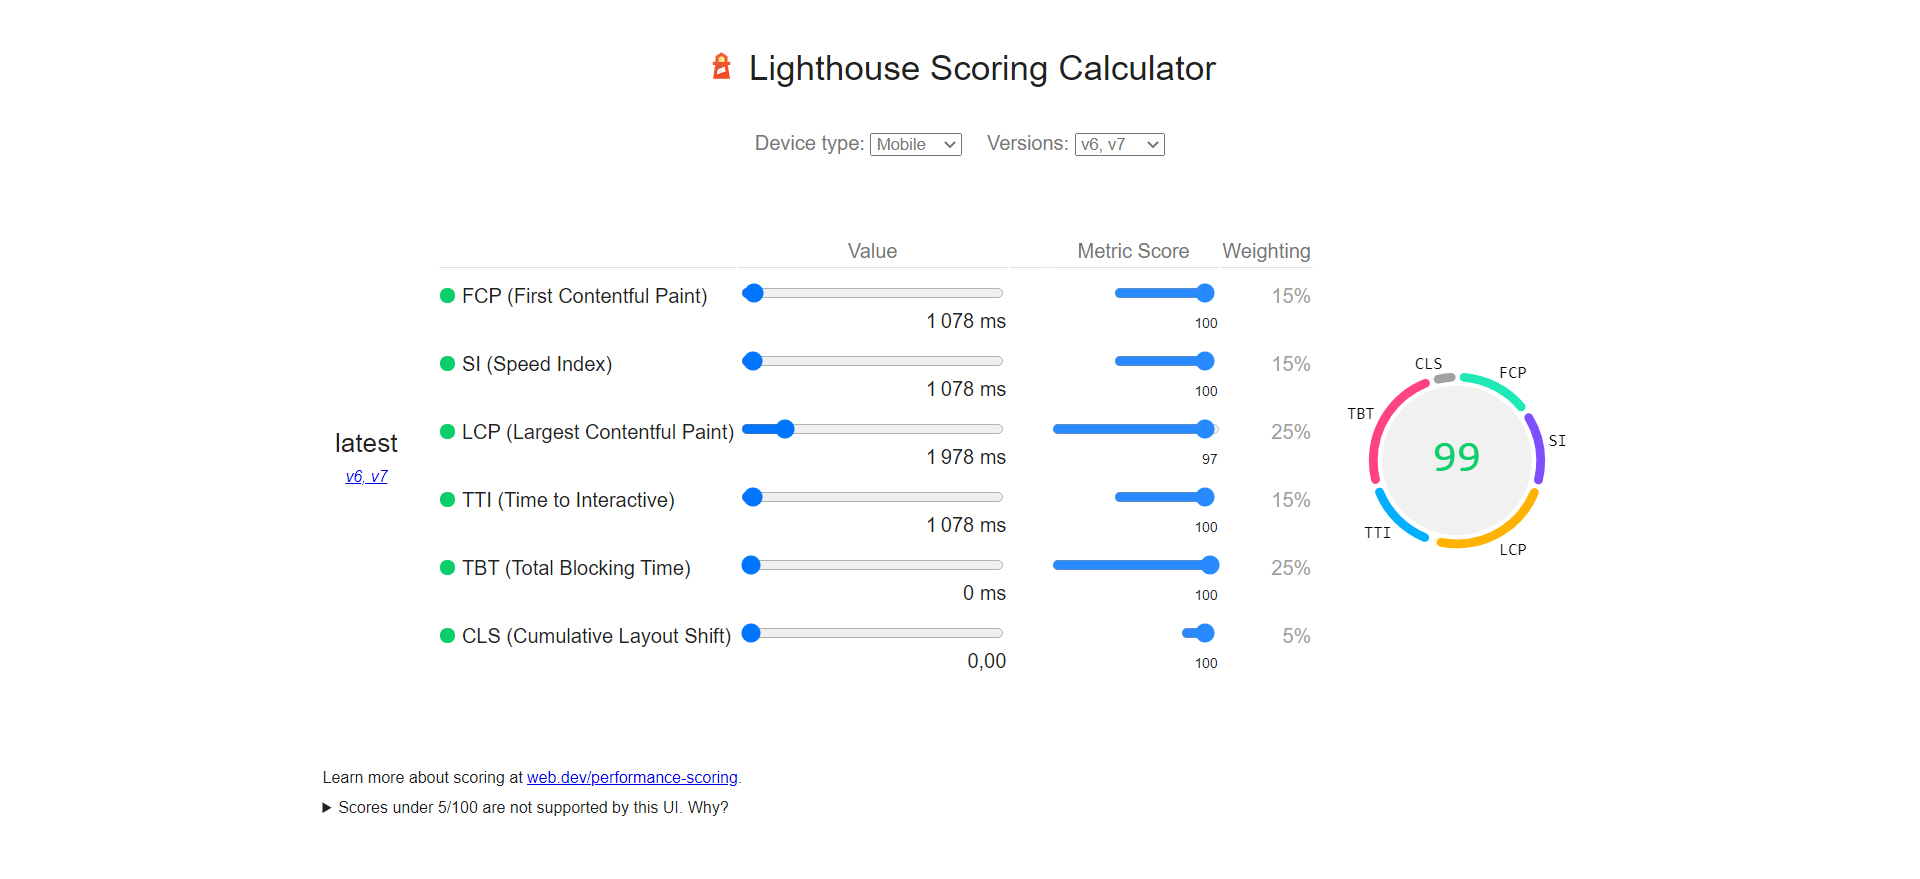 Lighthouse Scoring Calculator
Device type: Mobile Versions: v6, v7
Value Metric Score Weighting
FCP (First Contentful Paint) 15%
1 078 ms 100
SI (Speed Index) 15%
1 078 ms 100
LCP (Largest Contentful Paint) 25%
1 978 ms 97
latest
v6, v7
TTI (Time to Interactive) 15%
1 078 ms 100
TBT (Total Blocking Time) 25%
0 ms 100
CLS (Cumulative Layout Shift) 5%
0,00 100
CLS
FCP
TBT
SI
99
TTI
LCP
Learn more about scoring at web.dev/performance-scoring.
Scores under 5/100 are not supported by this UI. Why?